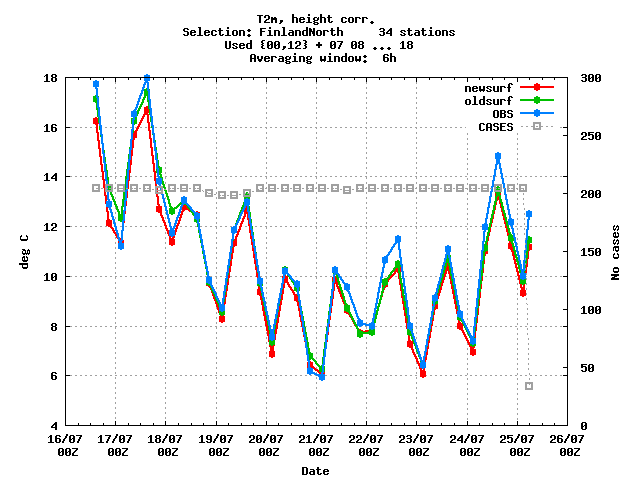 T2m, height corr.
Selection: FinlandNorth     34 stations
Used {00,12} + 07 08 ... 18
Averaging window:  6h
newsurf
oldsurf
OBS
CASES
deg C
18
16
14
12
10
8
6
4
No cases
300
250
200
150
100
50
0
16/07 17/07 18/07 19/07 20/07 21/07 22/07 23/07 24/07 25/07 26/07
00Z 00Z 00Z 00Z 00Z 00Z 00Z 00Z 00Z 00Z 00Z
Date